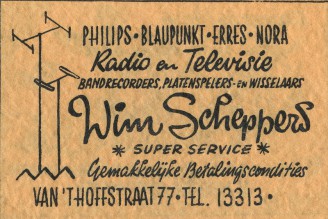 PHILIPS • BLAUPUNKT • ERRES • NORA
Radio en Televisie
BANDRECORDERS, PLATENSPELERS - EN WISSELAARS
Wim Scheppers
* SUPER SERVICE *
Gemakkelijke Betalingscondities
VAN 'T HOFFSTRAAT 77 • TEL. 13313 •